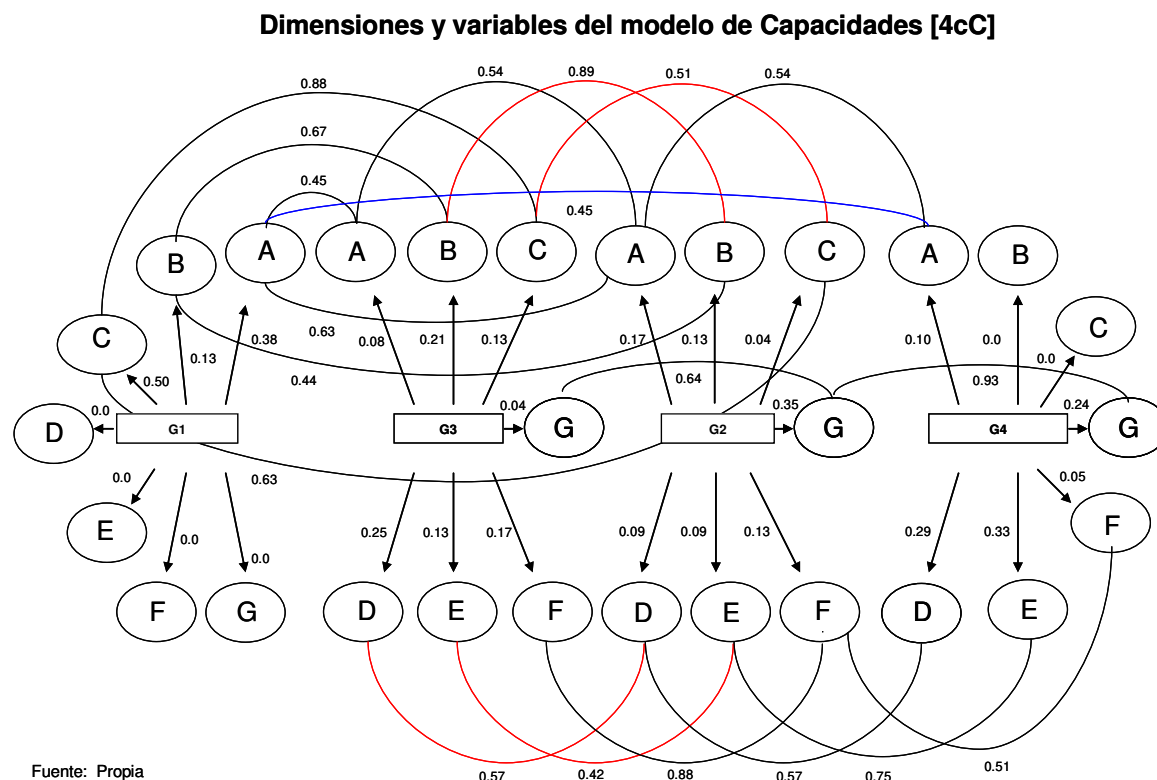 Dimensiones y variables del modelo de Capacidades [4cC]
0.54 0.89 0.51 0.54
0.88
0.67
0.45
0.45
B A A B C A B C A B
C C
0.63 0.38 0.08 0.21 0.13 0.17 0.13 0.04 0.10 0.0
0.13 0.0
0.50 0.44 0.64 0.93
0.0 0.04 0.35 0.24
D G1 G3 G G2 G G4 G
0.0 0.63 0.05
E 0.0 0.25 0.13 0.17 0.09 0.09 0.13 0.29 0.33 F
0.0
F G D E F D E F D E
0.57 0.42 0.88 0.57 0.75 0.51
Fuente: Propia